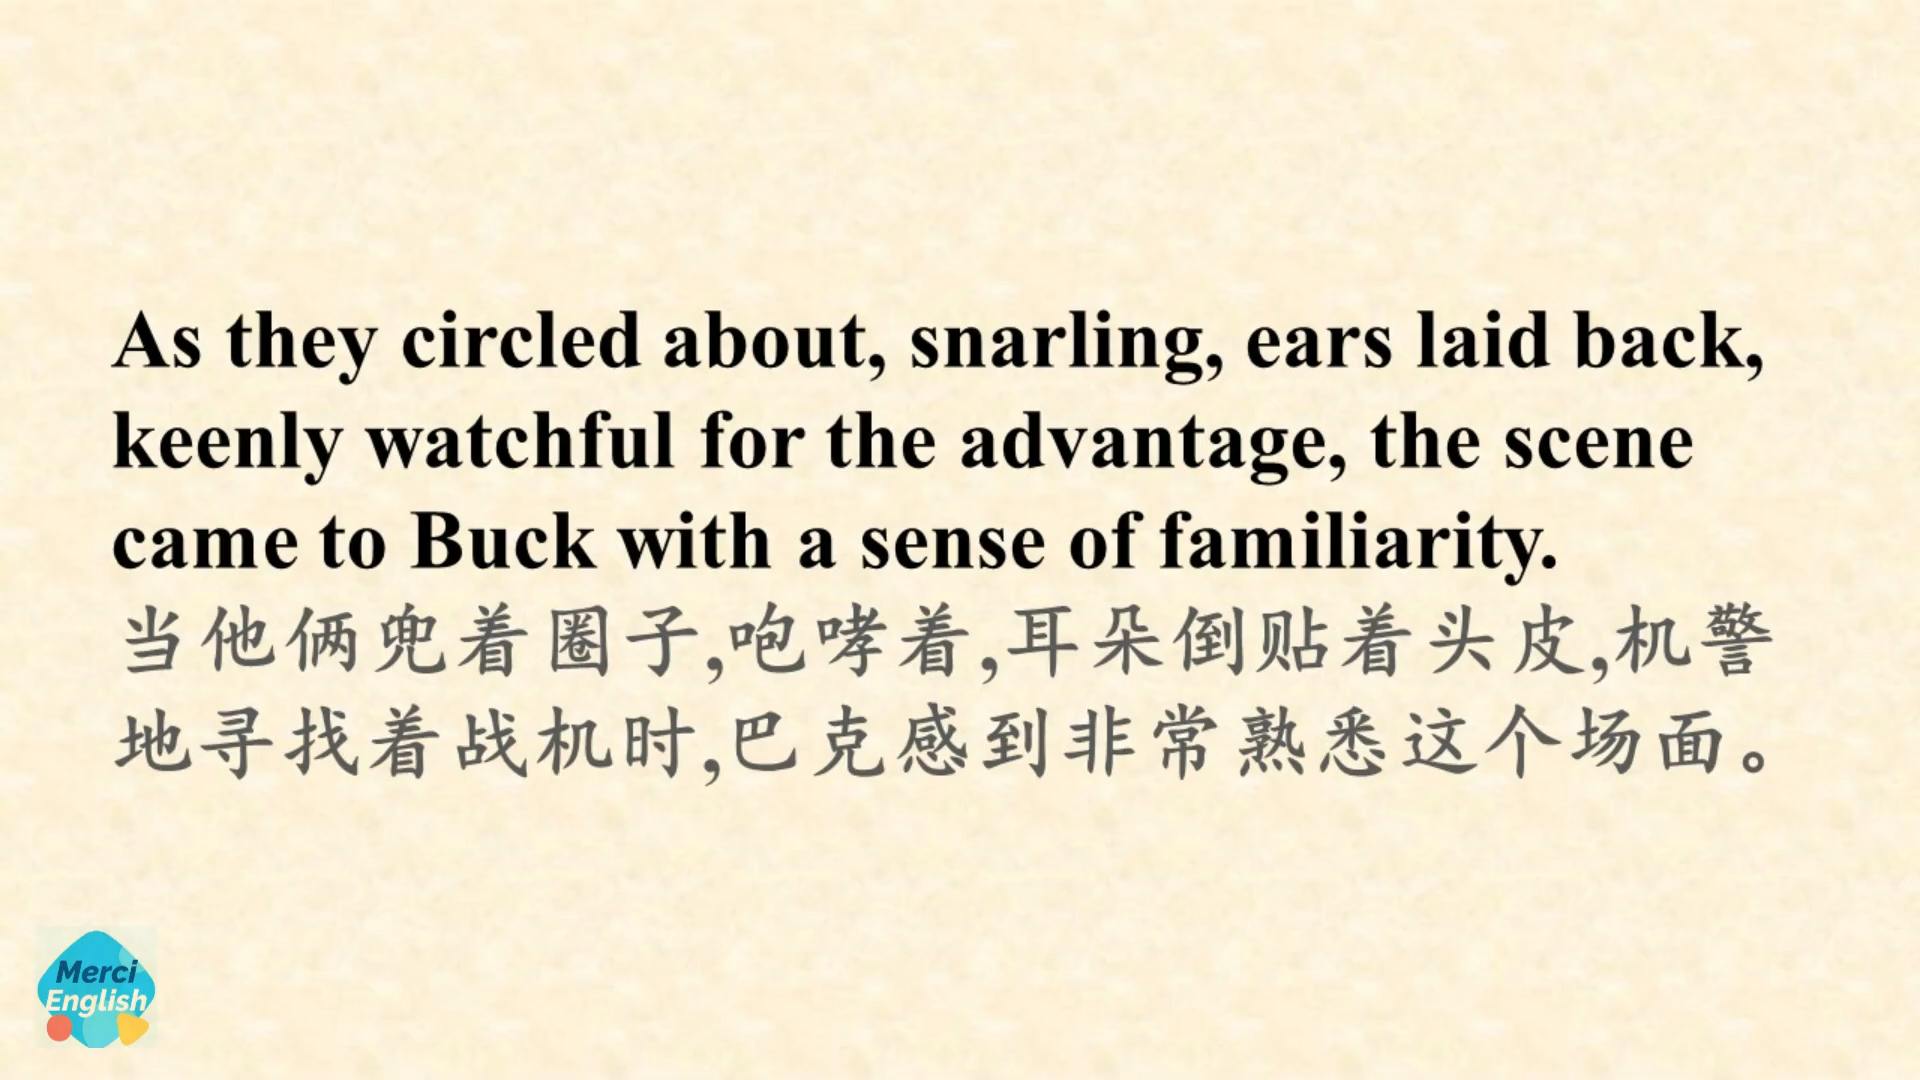 As they circled about, snarling, ears laid back,
keenly watchful for the advantage, the scene
came to Buck with a sense of familiarity.
当他俩兜着圈子,咆哮着,耳朵倒贴着头皮,机警
地寻找着战机时,巴克感到非常熟悉这个场面。
Merci
English